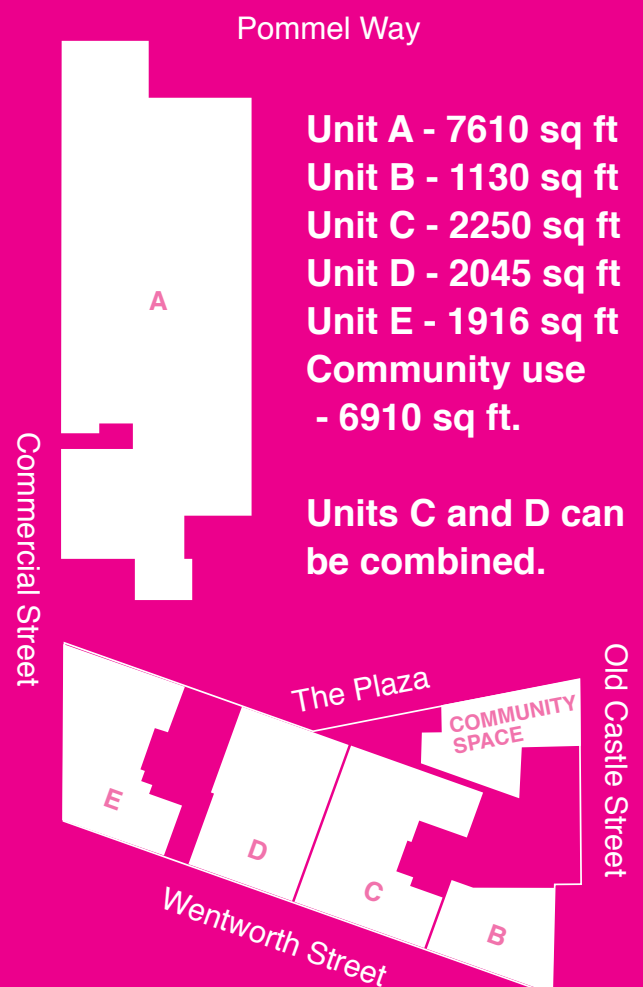 Pommel Way
Unit A - 7610 sq ft
Unit B - 1130 sq ft
Unit C - 2250 sq ft
Unit D - 2045 sq ft
Unit E - 1916 sq ft
Community use
- 6910 sq ft.
Units C and D can
be combined.
A
Commercial Street
The Plaza
Old Castle Street
COMMUNITY
SPACE
E
D
C
B
Wentworth Street